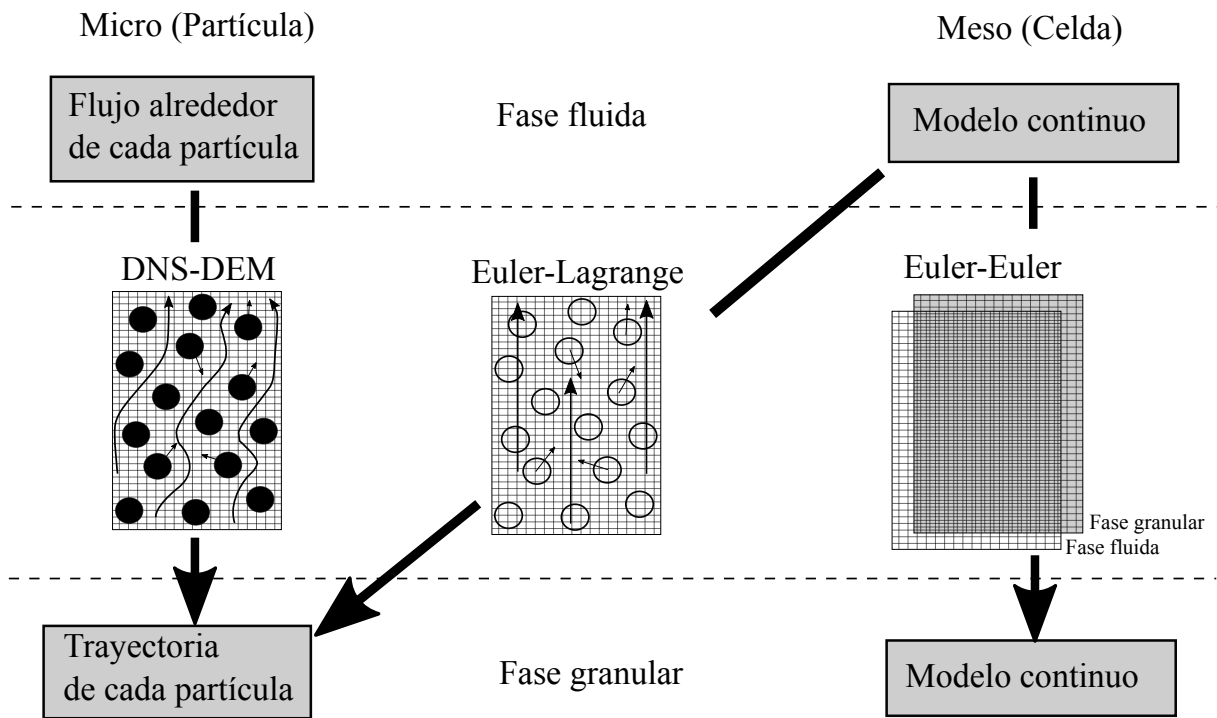 Micro (Partícula)
Meso (Celda)
Flujo alrededor
de cada partícula
Fase fluida
Modelo continuo
DNS-DEM
Euler-Lagrange
Euler-Euler
Fase granular
Fase fluida
Trayectoria
de cada partícula
Fase granular
Modelo continuo